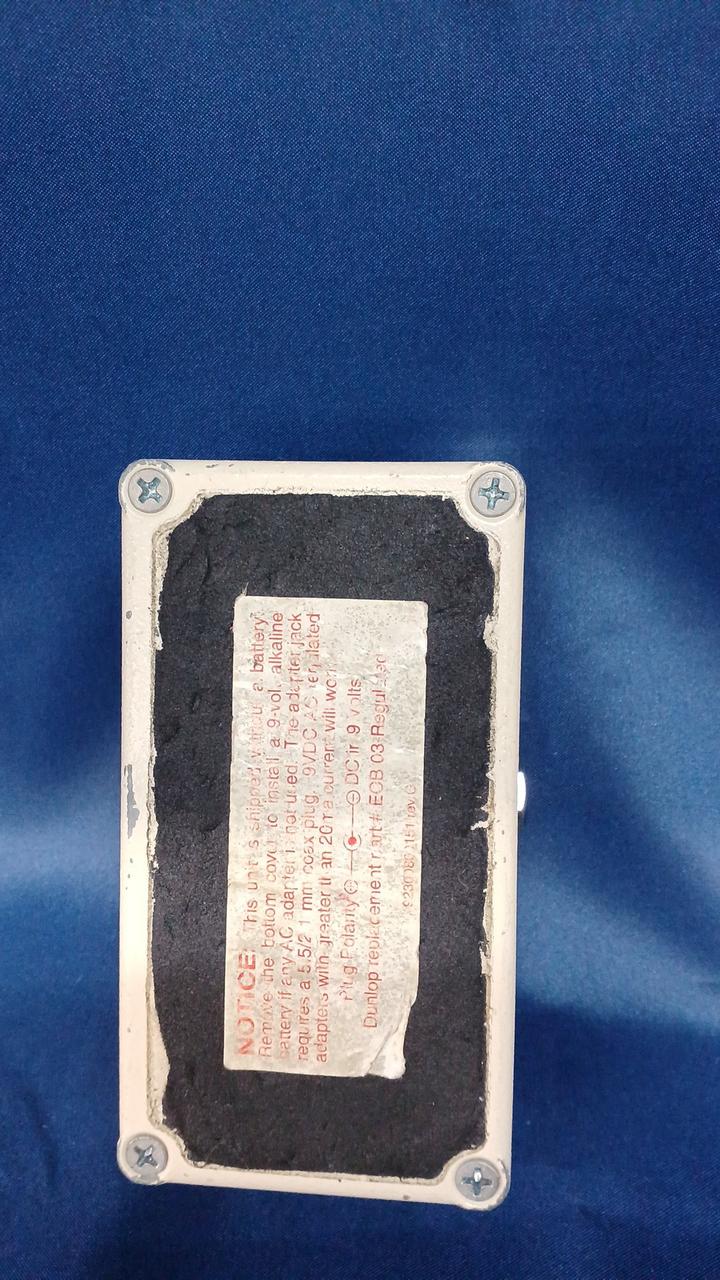 NOTICE: This unit is shipped without a battery.
Remove the bottom cover to install a 9-volt alkaline
battery if any AC adapter is not used. The adapter jack
requires a 5.5/2.1 mm coax plug. 9VDC AC regulated
adapters with greater than 20ma current will work
Plug Polarity ⊖ DC in 9 volts
Dunlop replacement part #: ECB 03-Regulated